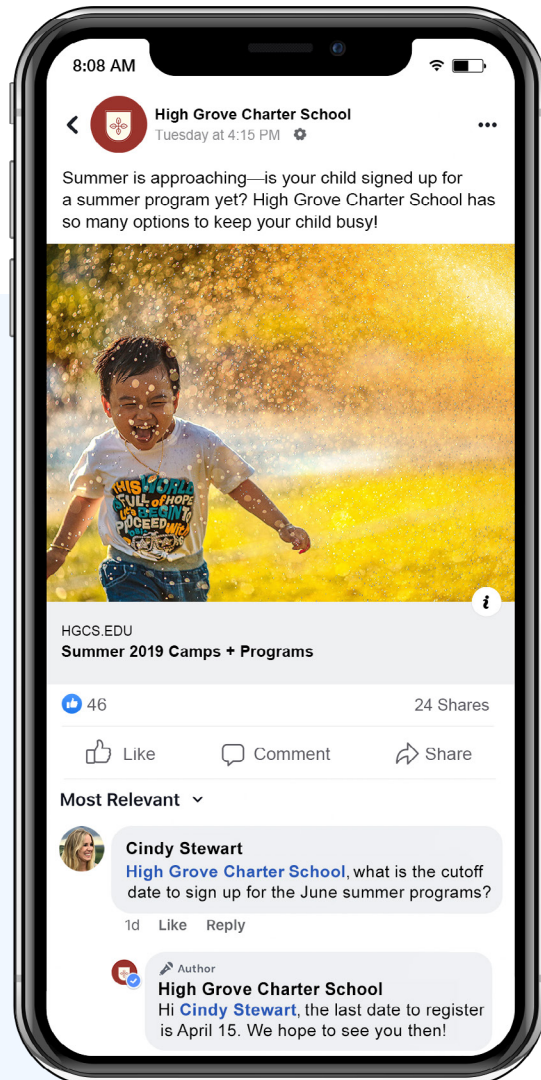 8:08 AM
High Grove Charter School
Tuesday at 4:15 PM
Summer is approaching—is your child signed up for
a summer program yet? High Grove Charter School has
so many options to keep your child busy!
THIS WORLD
FULL of HOPE
LET'S BEGIN TO
PROCEED With
i
HGCS.EDU
Summer 2019 Camps + Programs
46
24 Shares
Like
Comment
Share
Most Relevant
Cindy Stewart
High Grove Charter School, what is the cutoff
date to sign up for the June summer programs?
1d Like Reply
Author
High Grove Charter School
Hi Cindy Stewart, the last date to register
is April 15. We hope to see you then!